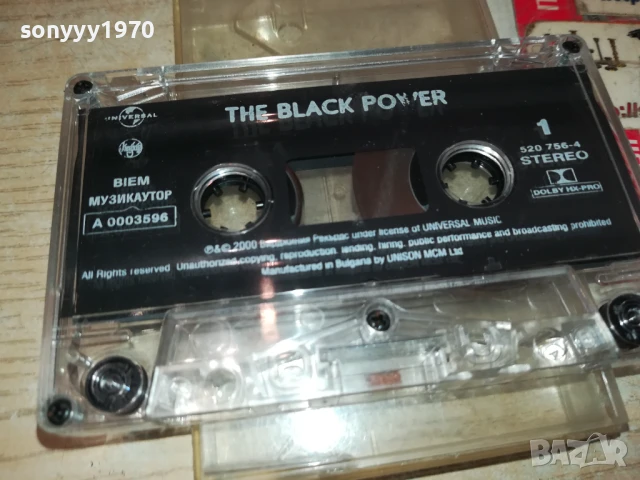 sonyyy1970
UNIVERSAL
THE BLACK POWER
1
520 756-4
STEREO
DOLBY HX-PRO
BIEM
МУЗИКАУТОР
A 0003596
℗&© 2000 Рекърдс under license of UNIVERSAL MUSIC
All Rights reserved Unauthorized copying, reproduction lending, hiring, public performance and broadcasting prohibited
Manufactured in Bulgaria by UNISON MCM Ltd
BAZAR